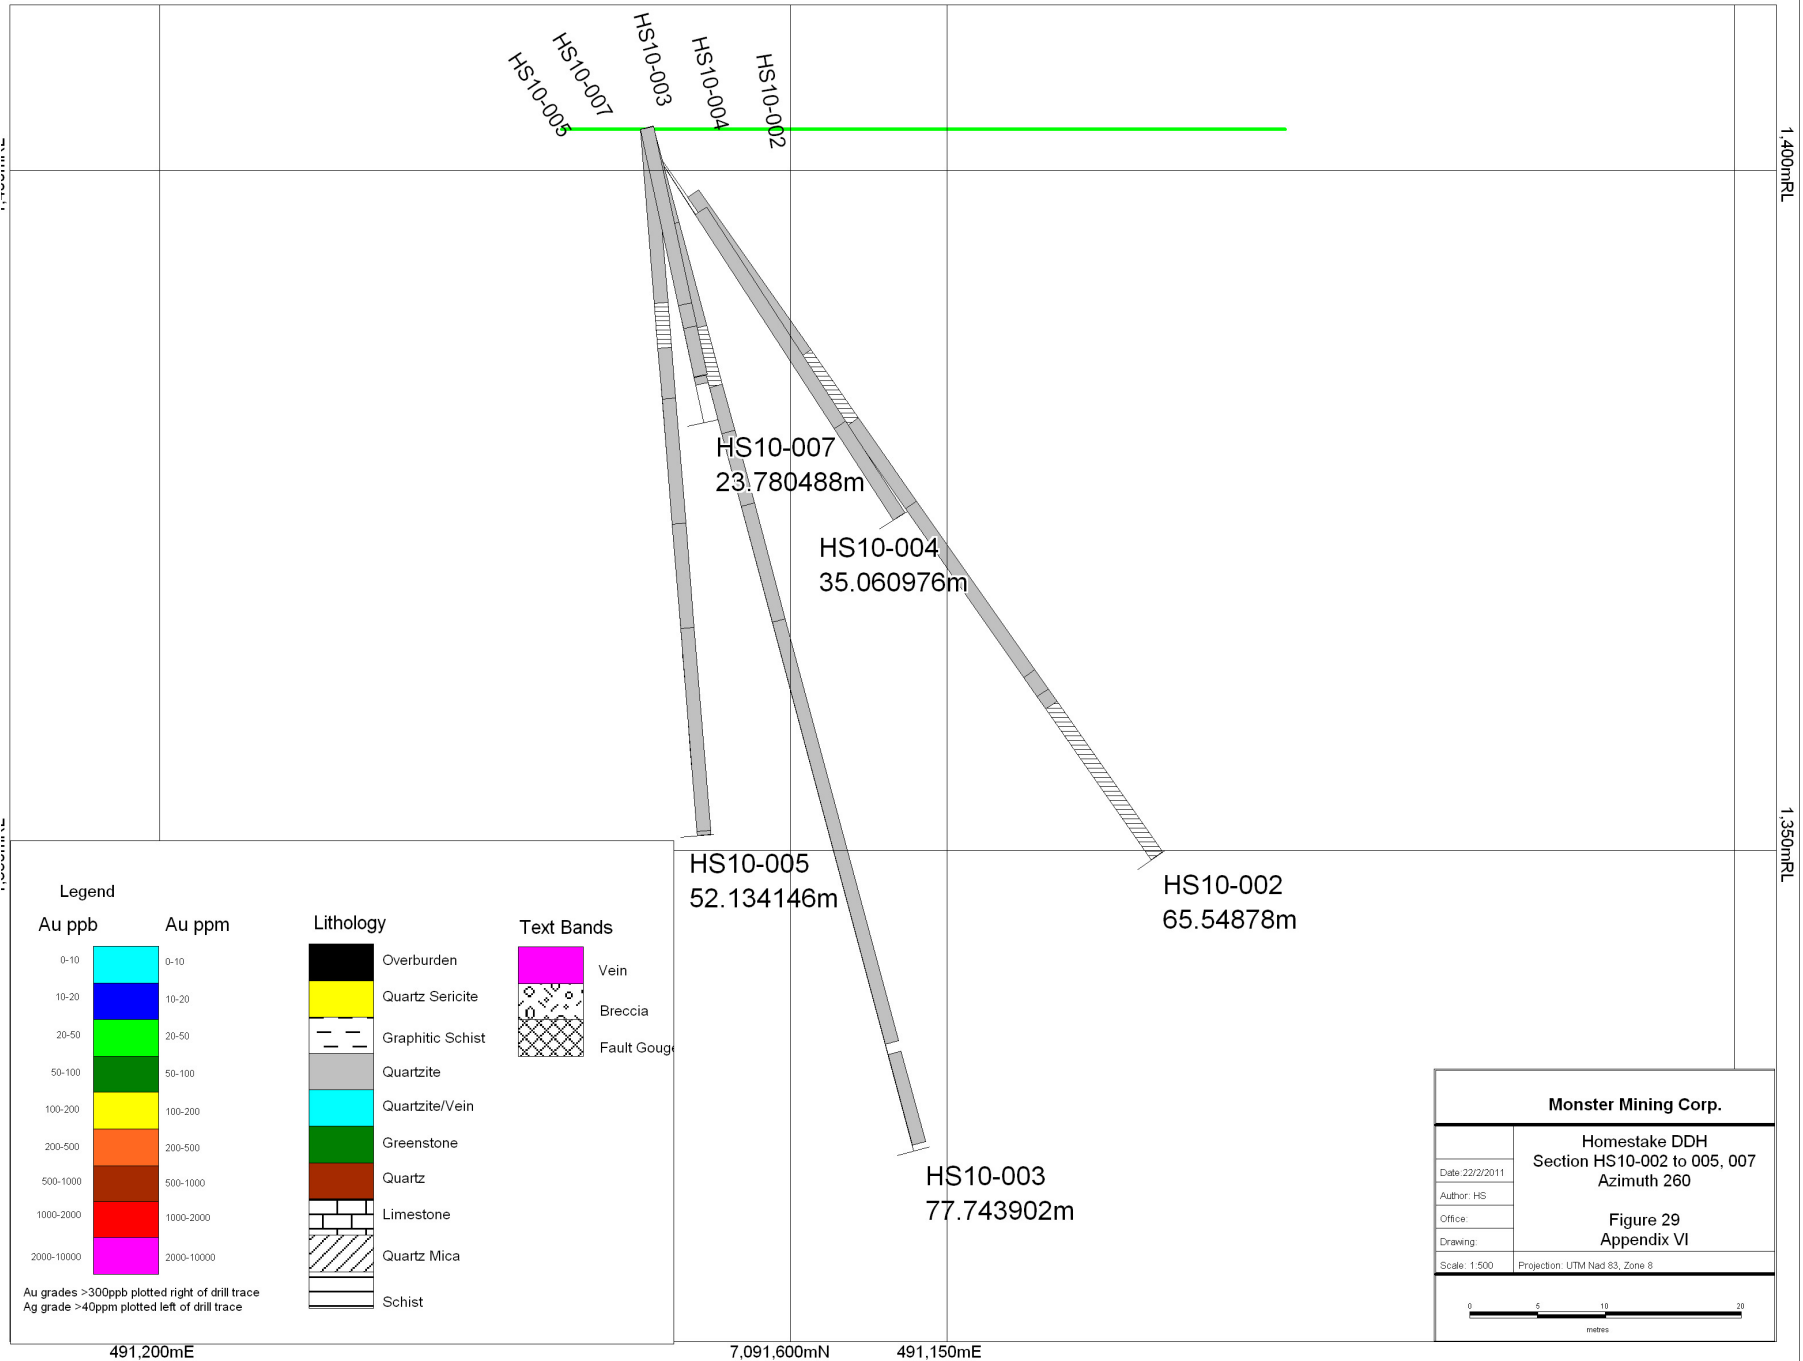 HS10-005
HS10-007
HS10-003
HS10-004
HS10-002
1,400mRL
HS10-007
23.780488m
HS10-004
35.060976m
1,350mRL
HS10-005
52.134146m
HS10-002
65.54878m
HS10-003
77.743902m
Legend
Au ppb
Au ppm
0-10
0-10
10-20
10-20
20-50
20-50
50-100
50-100
100-200
100-200
200-500
200-500
500-1000
500-1000
1000-2000
1000-2000
2000-10000
2000-10000
Au grades >300ppb plotted right of drill trace
Ag grade >40ppm plotted left of drill trace
Lithology
Overburden
Quartz Sericite
Graphitic Schist
Quartzite
Quartzite/Vein
Greenstone
Quartz
Limestone
Quartz Mica
Schist
Text Bands
Vein
Breccia
Fault Gouge
Monster Mining Corp.
Homestake DDH
Section HS10-002 to 005, 007
Azimuth 260
Figure 29
Appendix VI
Date:22/2/2011
Author: HS
Office:
Drawing:
Scale: 1:500
Projection: UTM Nad 83, Zone 8
0 5 10 20
metres
491,200mE
7,091,600mN
491,150mE